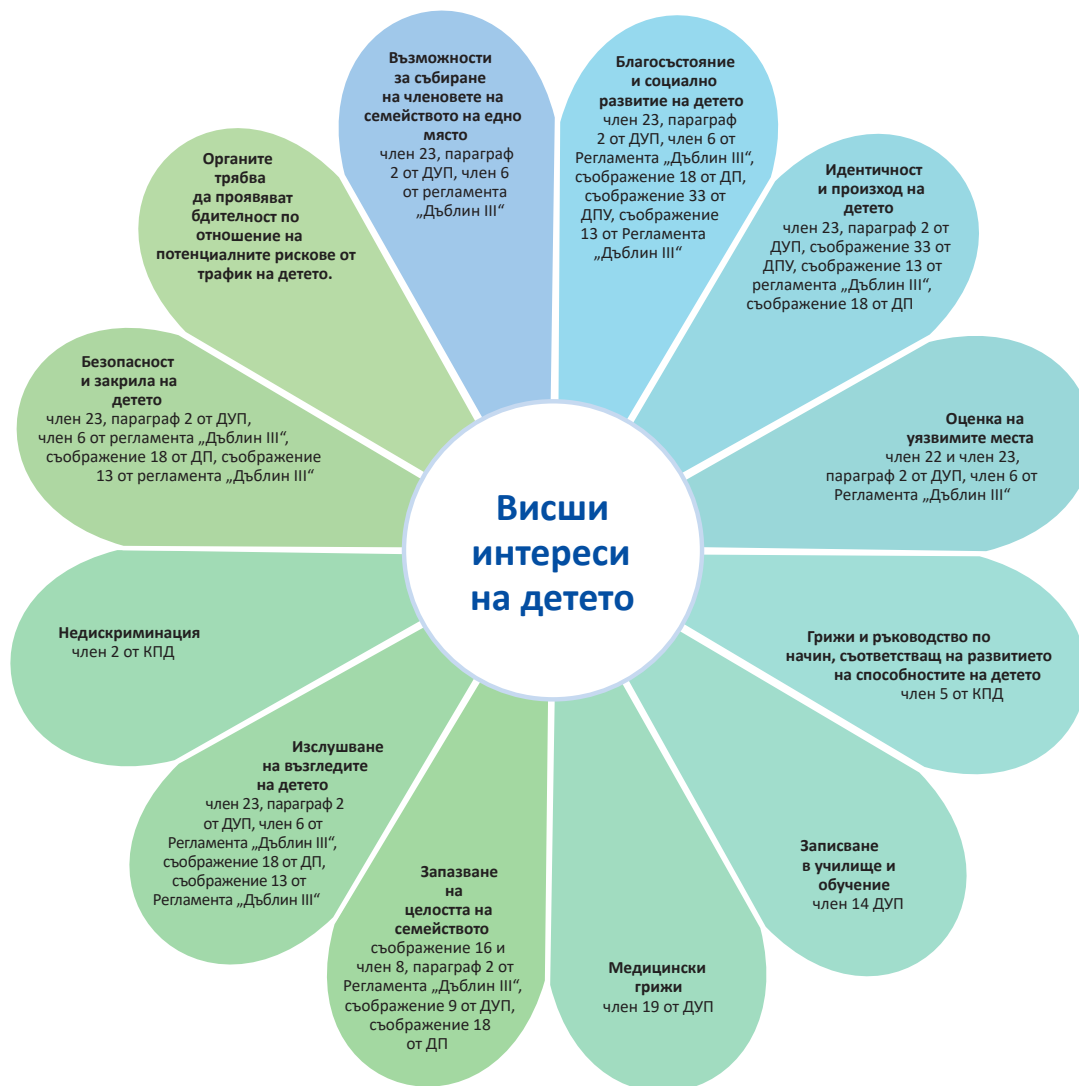 Възможности
за събиране
на членовете на
семейството на едно
място
член 23, параграф
2 от ДУП, член 6
от регламента
„Дъблин III“
Благосъстояние
и социално
развитие на детето
член 23, параграф
2 от ДУП, член 6 от
Регламента „Дъблин III“,
съображение 18 от ДП,
съображение 33 от
ДПУ, съображение
13 от Регламента
„Дъблин III“
Идентичност
и произход на
детето
член 23, параграф 2 от
ДУП, съображение 33 от
ДПУ, съображение 13 от
регламента „Дъблин III“,
съображение 18 от ДП
Оценка на
уязвимите места
член 22 и член 23,
параграф 2 от ДУП, член 6 от
Регламента „Дъблин III“
Грижи и ръководство по
начин, съответстващ на развитието
на способностите на детето
член 5 от КПД
Записване
в училище и
обучение
член 14 ДУП
Медицински
грижи
член 19 от ДУП
Запазване
на
целостта на
семейството
съображение 16 и
член 8, параграф 2 от
Регламента „Дъблин III“,
съображение 9 от ДУП,
съображение 18
от ДП
Изслушване
на възгледите
на детето
член 23, параграф 2
от ДУП, член 6 от
Регламента „Дъблин III“,
съображение 18 от ДП,
съображение 13 от
Регламента „Дъблин III“
Недискриминация
член 2 от КПД
Безопасност
и закрила на
детето
член 23, параграф 2 от ДУП,
член 6 от регламента „Дъблин III“,
съображение 18 от ДП, съображение
13 от регламента „Дъблин III“
Органите
трябва
да проявяват
бдителност по
отношение на
потенциалните рискове от
трафик на детето.
Висши
интереси
на детето